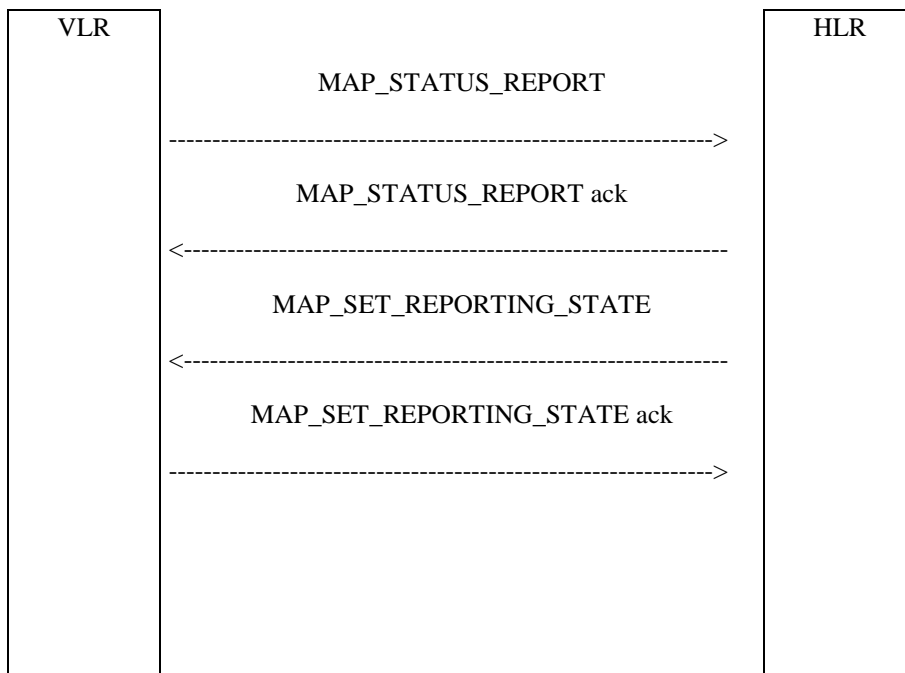 VLR
HLR
MAP_STATUS_REPORT
--------------------------------------------------------------->
MAP_STATUS_REPORT ack
<---------------------------------------------------------------
MAP_SET_REPORTING_STATE
<---------------------------------------------------------------
MAP_SET_REPORTING_STATE ack
--------------------------------------------------------------->